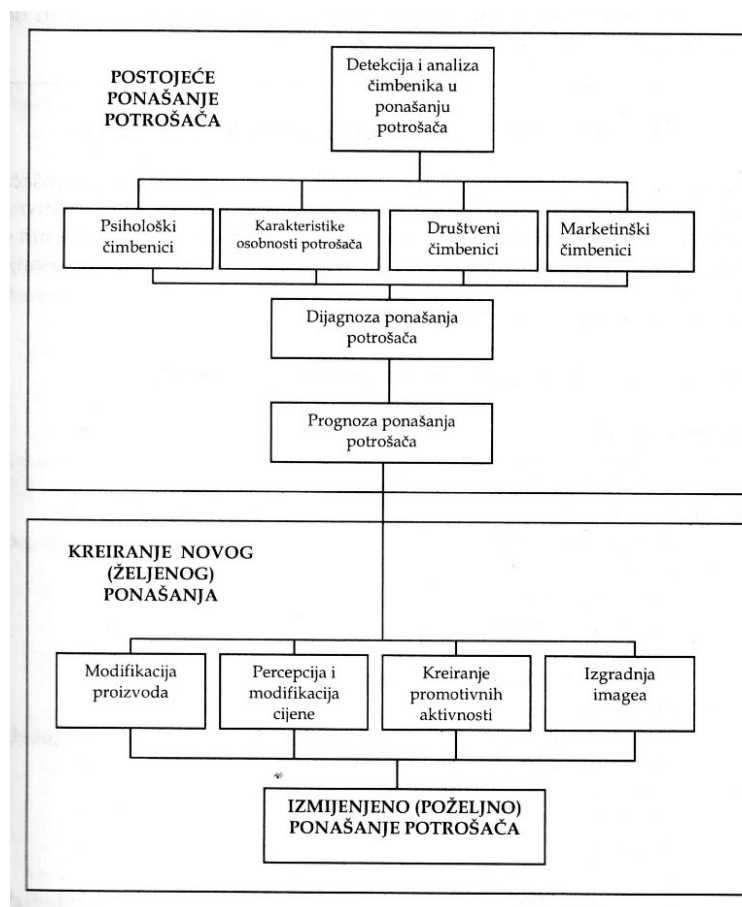 POSTOJEĆE
PONAŠANJE
POTROŠAČA
Detekcija i analiza
čimbenika u
ponašanju
potrošača
Psihološki
čimbenici
Karakteristike
osobnosti potrošača
Društveni
čimbenici
Marketinški
čimbenici
Dijagnoza ponašanja
potrošača
Prognoza ponašanja
potrošača
KREIRANJE NOVOG
(ŽELJENOG)
PONAŠANJA
Modifikacija
proizvoda
Percepcija i
modifikacija
cijene
Kreiranje
promotivnih
aktivnosti
Izgradnja
imagea
IZMIJENJENO (POŽELJNO)
PONAŠANJE POTROŠAČA